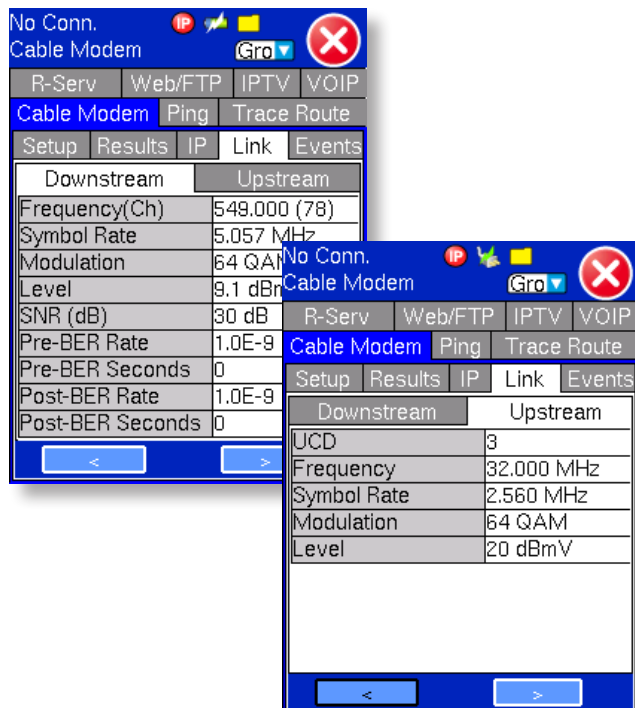 No Conn. IP
Cable Modem Gro
R-Serv Web/FTP IPTV VOIP
Cable Modem Ping Trace Route
Setup Results IP Link Events
Downstream Upstream
Frequency(Ch) 549.000 (78)
Symbol Rate 5.057 MHz
Modulation 64
Level 9.1
SNR (dB) 30 dB
Pre-BER Rate 1.0E-9
Pre-BER Seconds 0
Post-BER Rate 1.0E-9
Post-BER Seconds 0
< >
No Conn. IP
Cable Modem Gro
R-Serv Web/FTP IPTV VOIP
Cable Modem Ping Trace Route
Setup Results IP Link Events
Downstream Upstream
UCD 3
Frequency 32.000 MHz
Symbol Rate 2.560 MHz
Modulation 64 QAM
Level 20 dBmV
< >